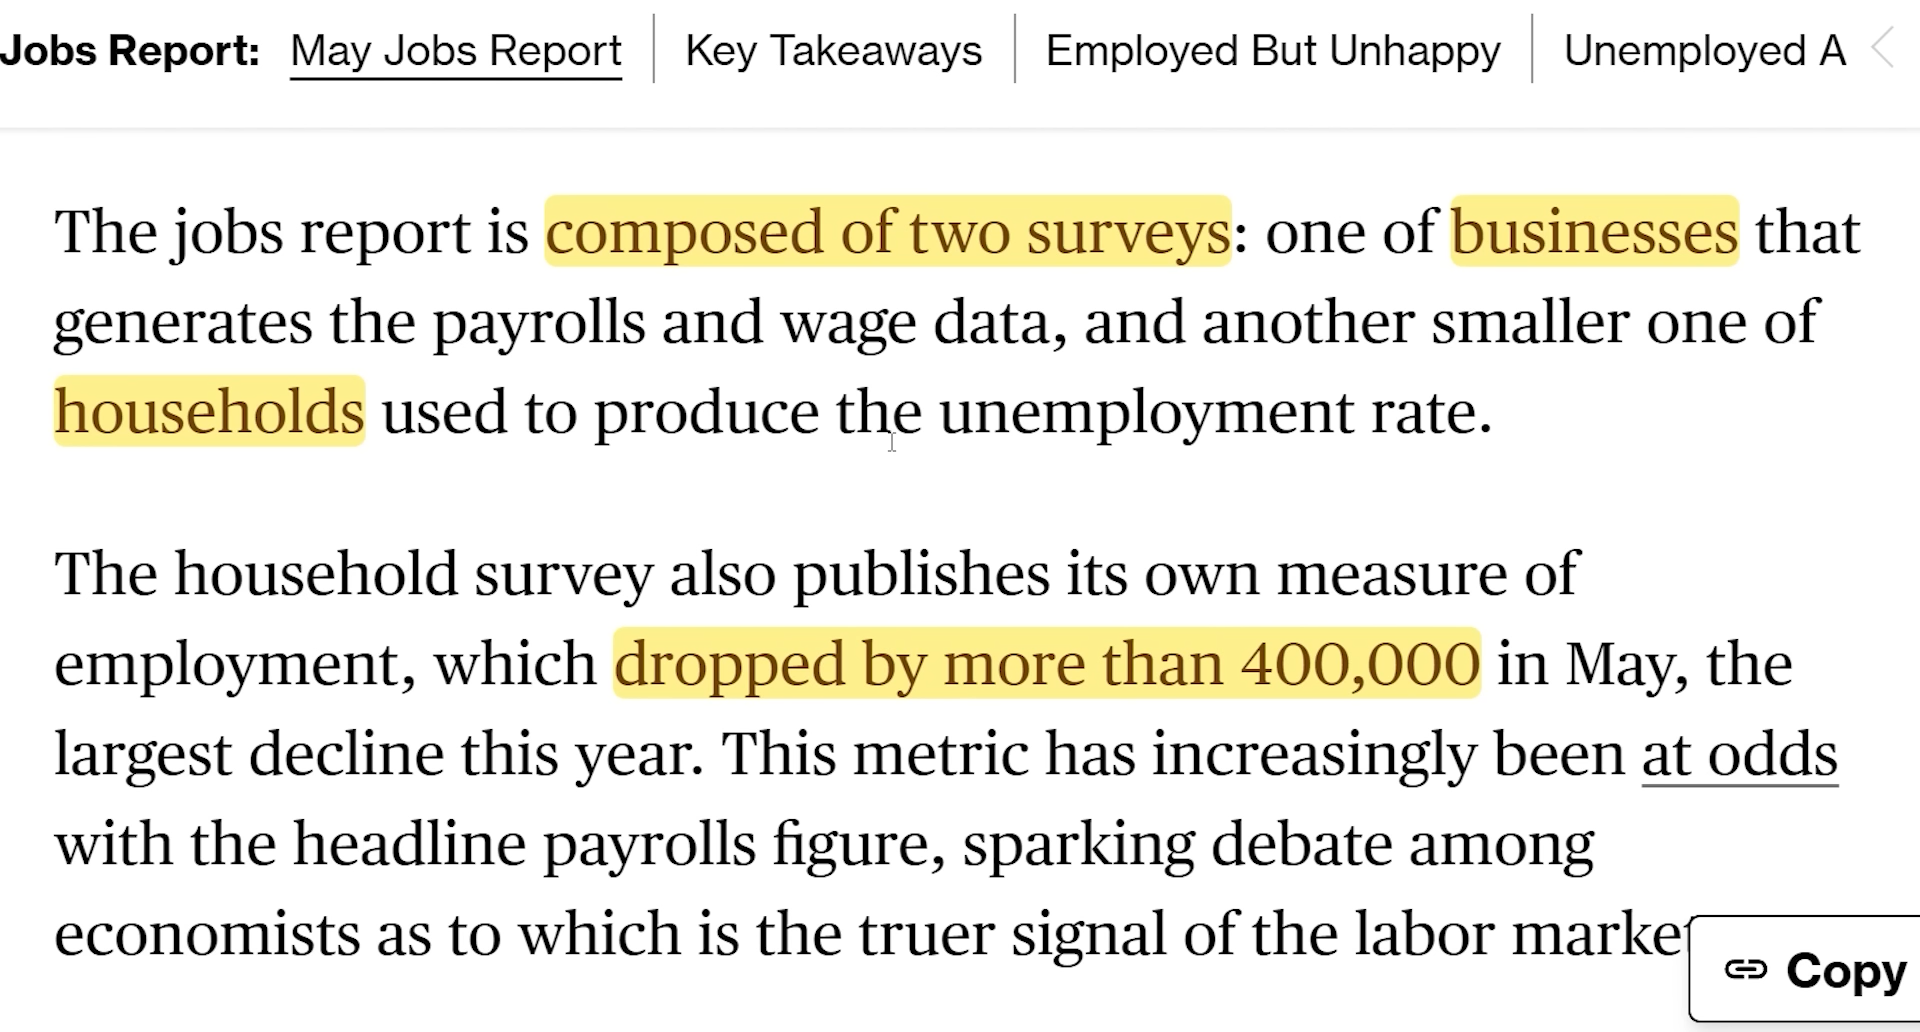 Jobs Report: May Jobs Report Key Takeaways Employed But Unhappy Unemployed A
The jobs report is composed of two surveys: one of businesses that
generates the payrolls and wage data, and another smaller one of
households used to produce the unemployment rate.
The household survey also publishes its own measure of
employment, which dropped by more than 400,000 in May, the
largest decline this year. This metric has increasingly been at odds
with the headline payrolls figure, sparking debate among
economists as to which is the truer signal of the labor market
Copy